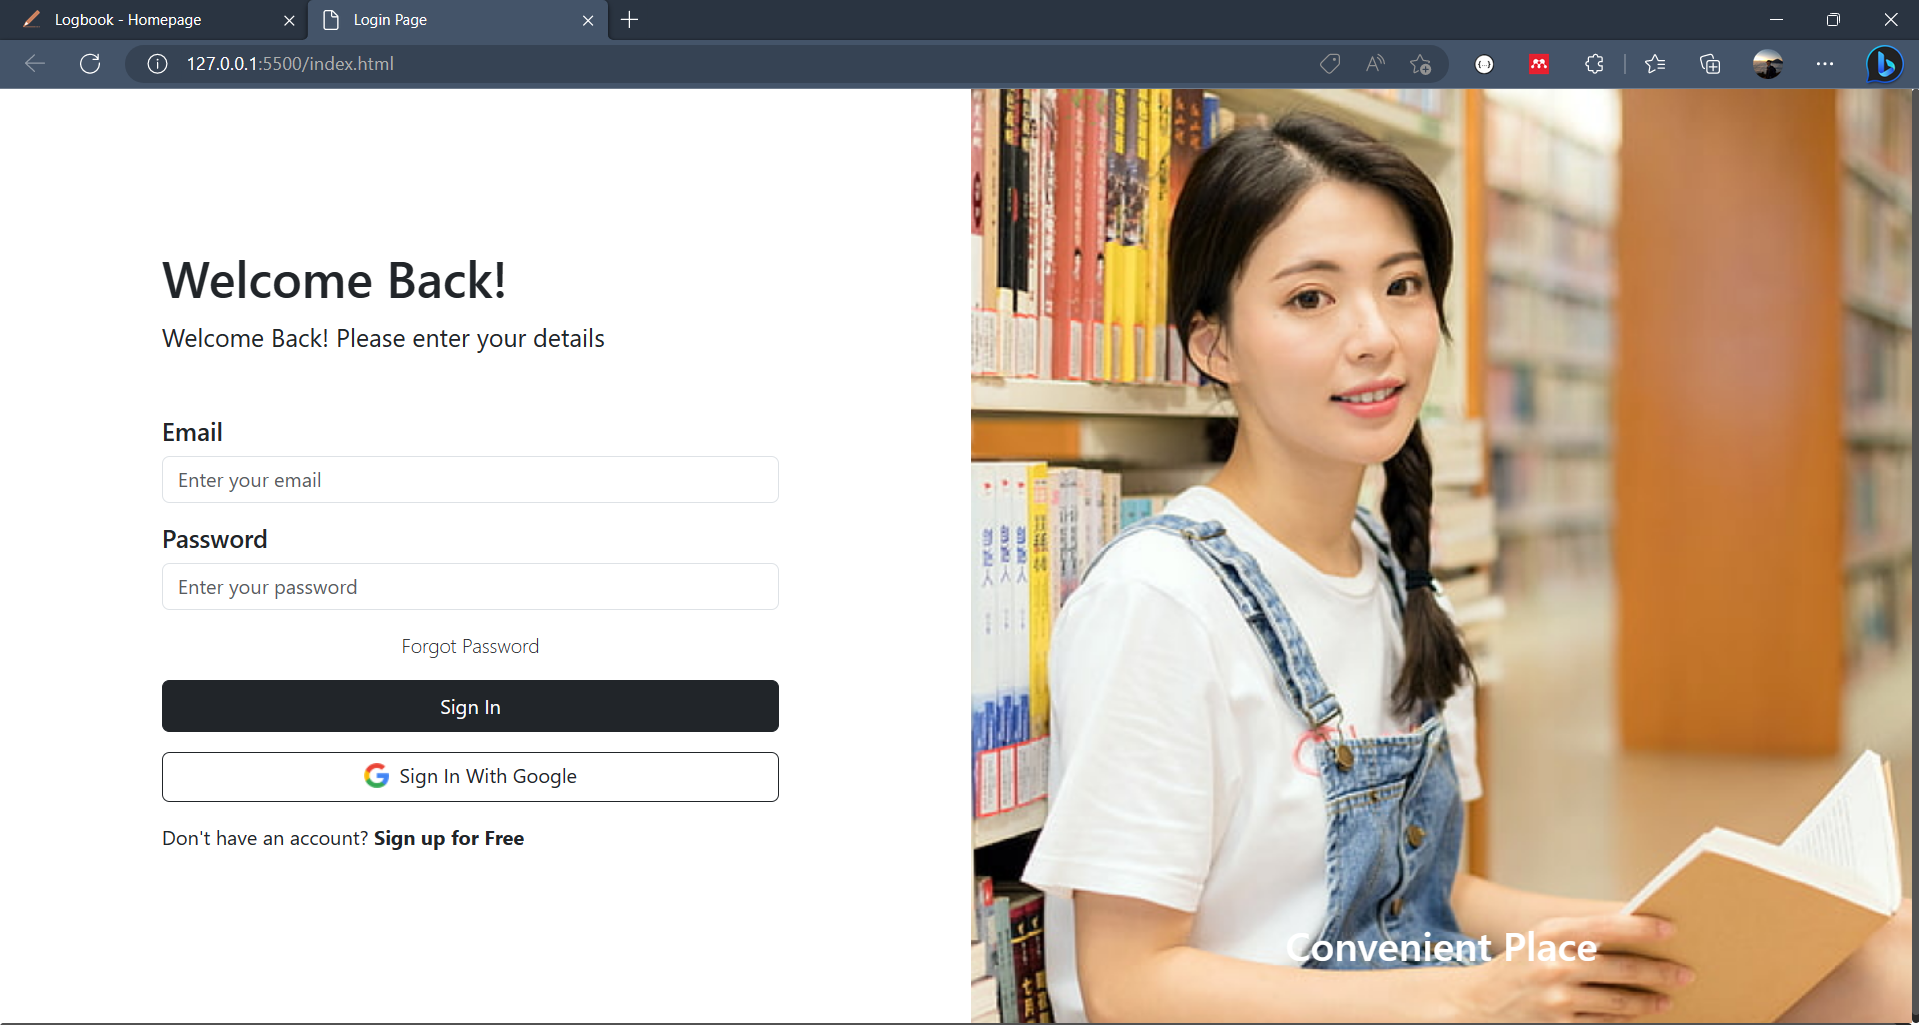 Logbook - Homepage
Login Page
127.0.0.1:5500/index.html
Welcome Back!
Welcome Back! Please enter your details
Email
Enter your email
Password
Enter your password
Forgot Password
Sign In
Sign In With Google
Don't have an account? Sign up for Free
Convenient Place